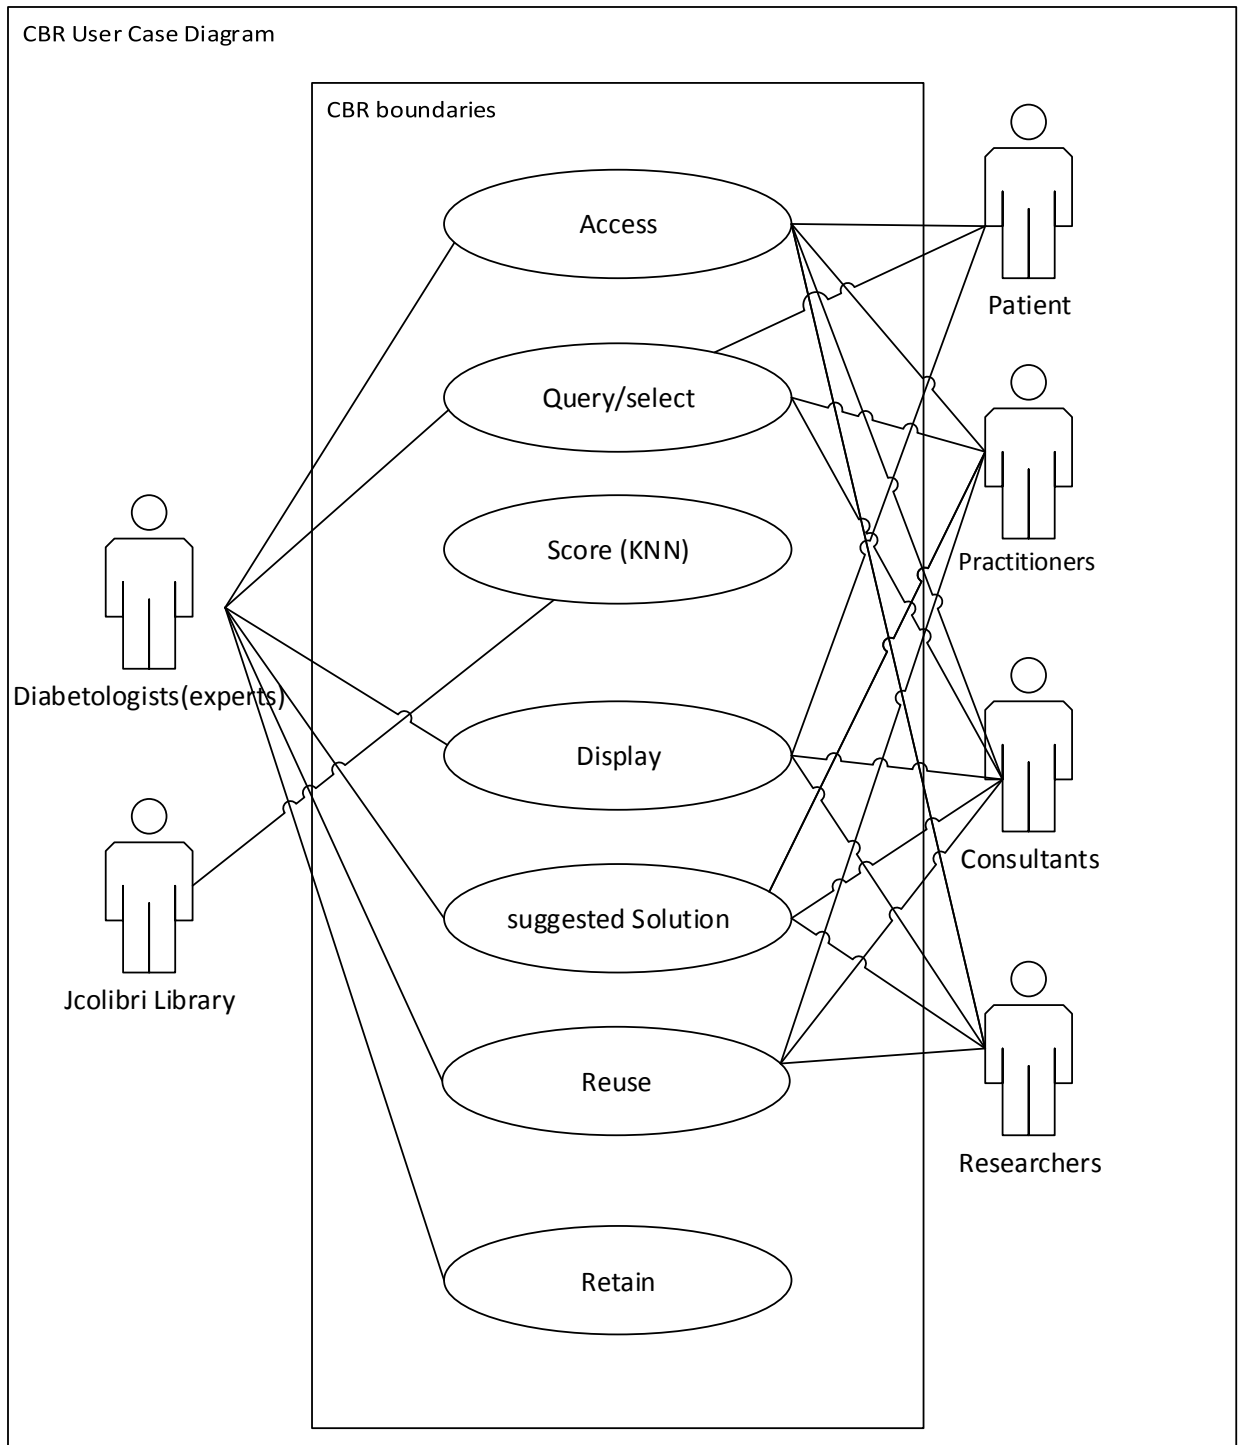 CBR User Case Diagram
CBR boundaries
Access
Patient
Query/select
Score (KNN)
Practitioners
Diabetologists(experts)
Display
Consultants
suggested Solution
Jcolibri Library
Reuse
Researchers
Retain